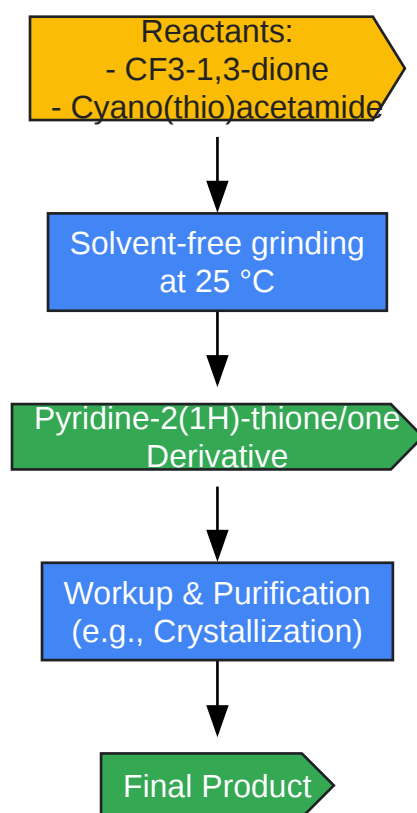 Reactants:
- CF3-1,3-dione
- Cyano(thio)acetamide
Solvent-free grinding
at 25 °C
Pyridine-2(1H)-thione/one
Derivative
Workup & Purification
(e.g., Crystallization)
Final Product